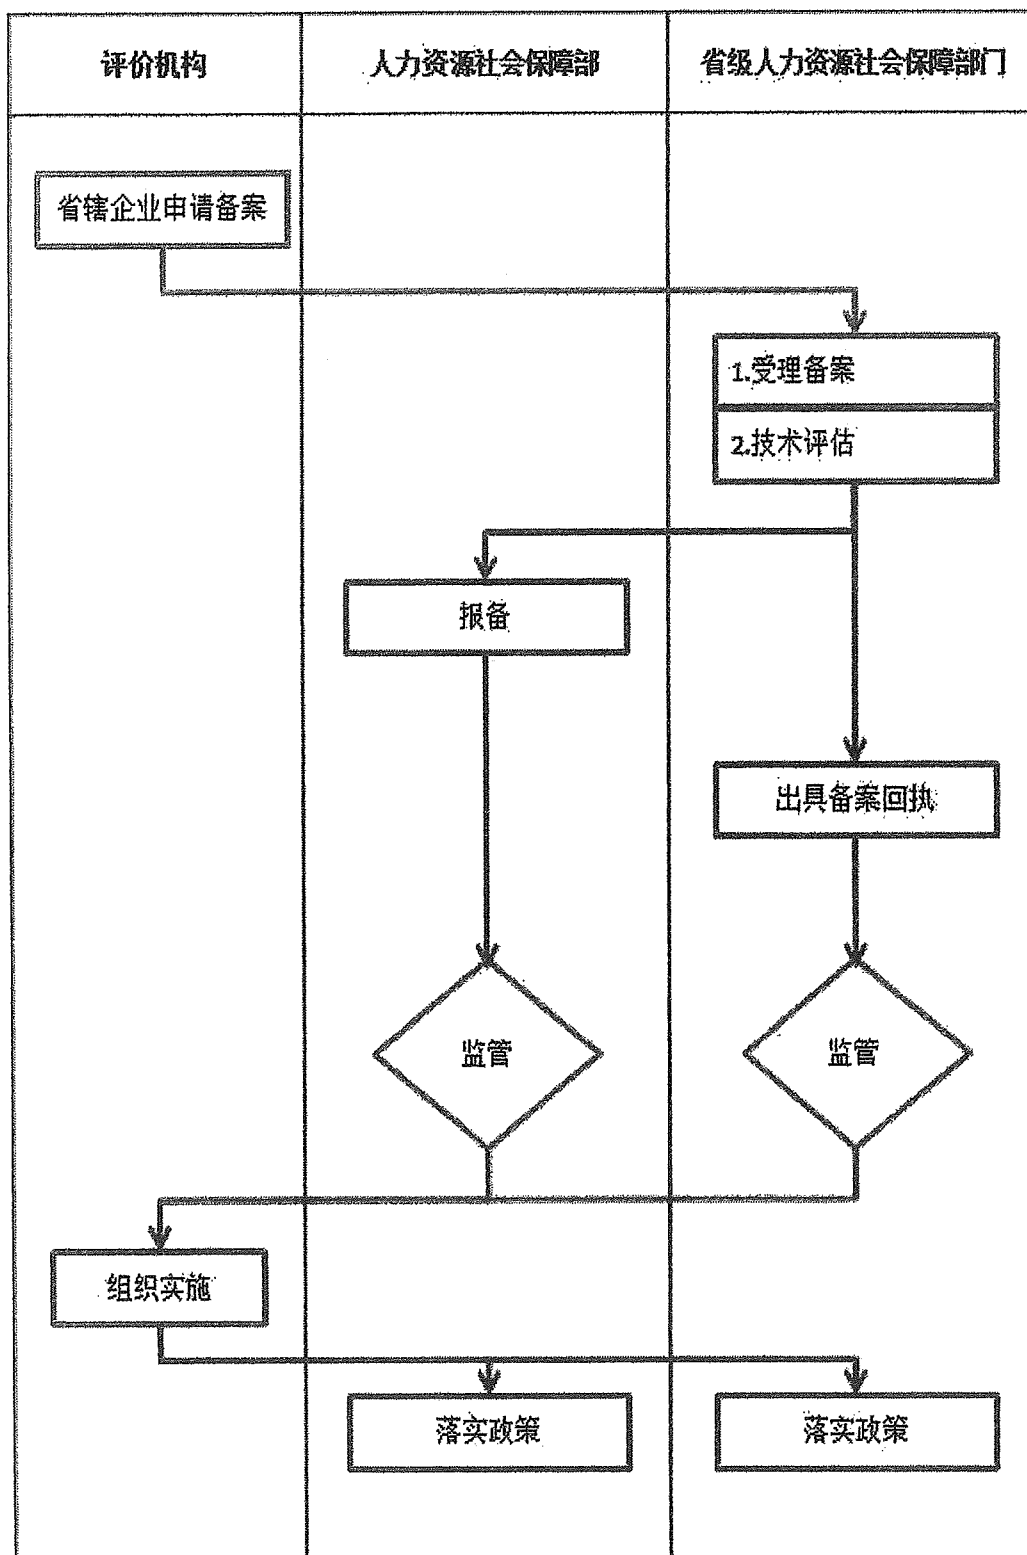 评价机构
人力资源社会保障部
省级人力资源社会保障部门
省辖企业申请备案
1.受理备案
2.技术评估
报备
出具备案回执
监管
监管
组织实施
落实政策
落实政策